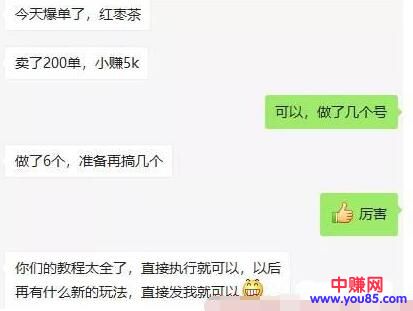 今天爆单了，红枣茶
卖了200单，小赚5k
可以，做了几个号
做了6个，准备再搞几个
厉害
你们的教程太全了，直接执行就可以，以后
再有什么新的玩法，直接发我就可以
中赚网
www.you85.com